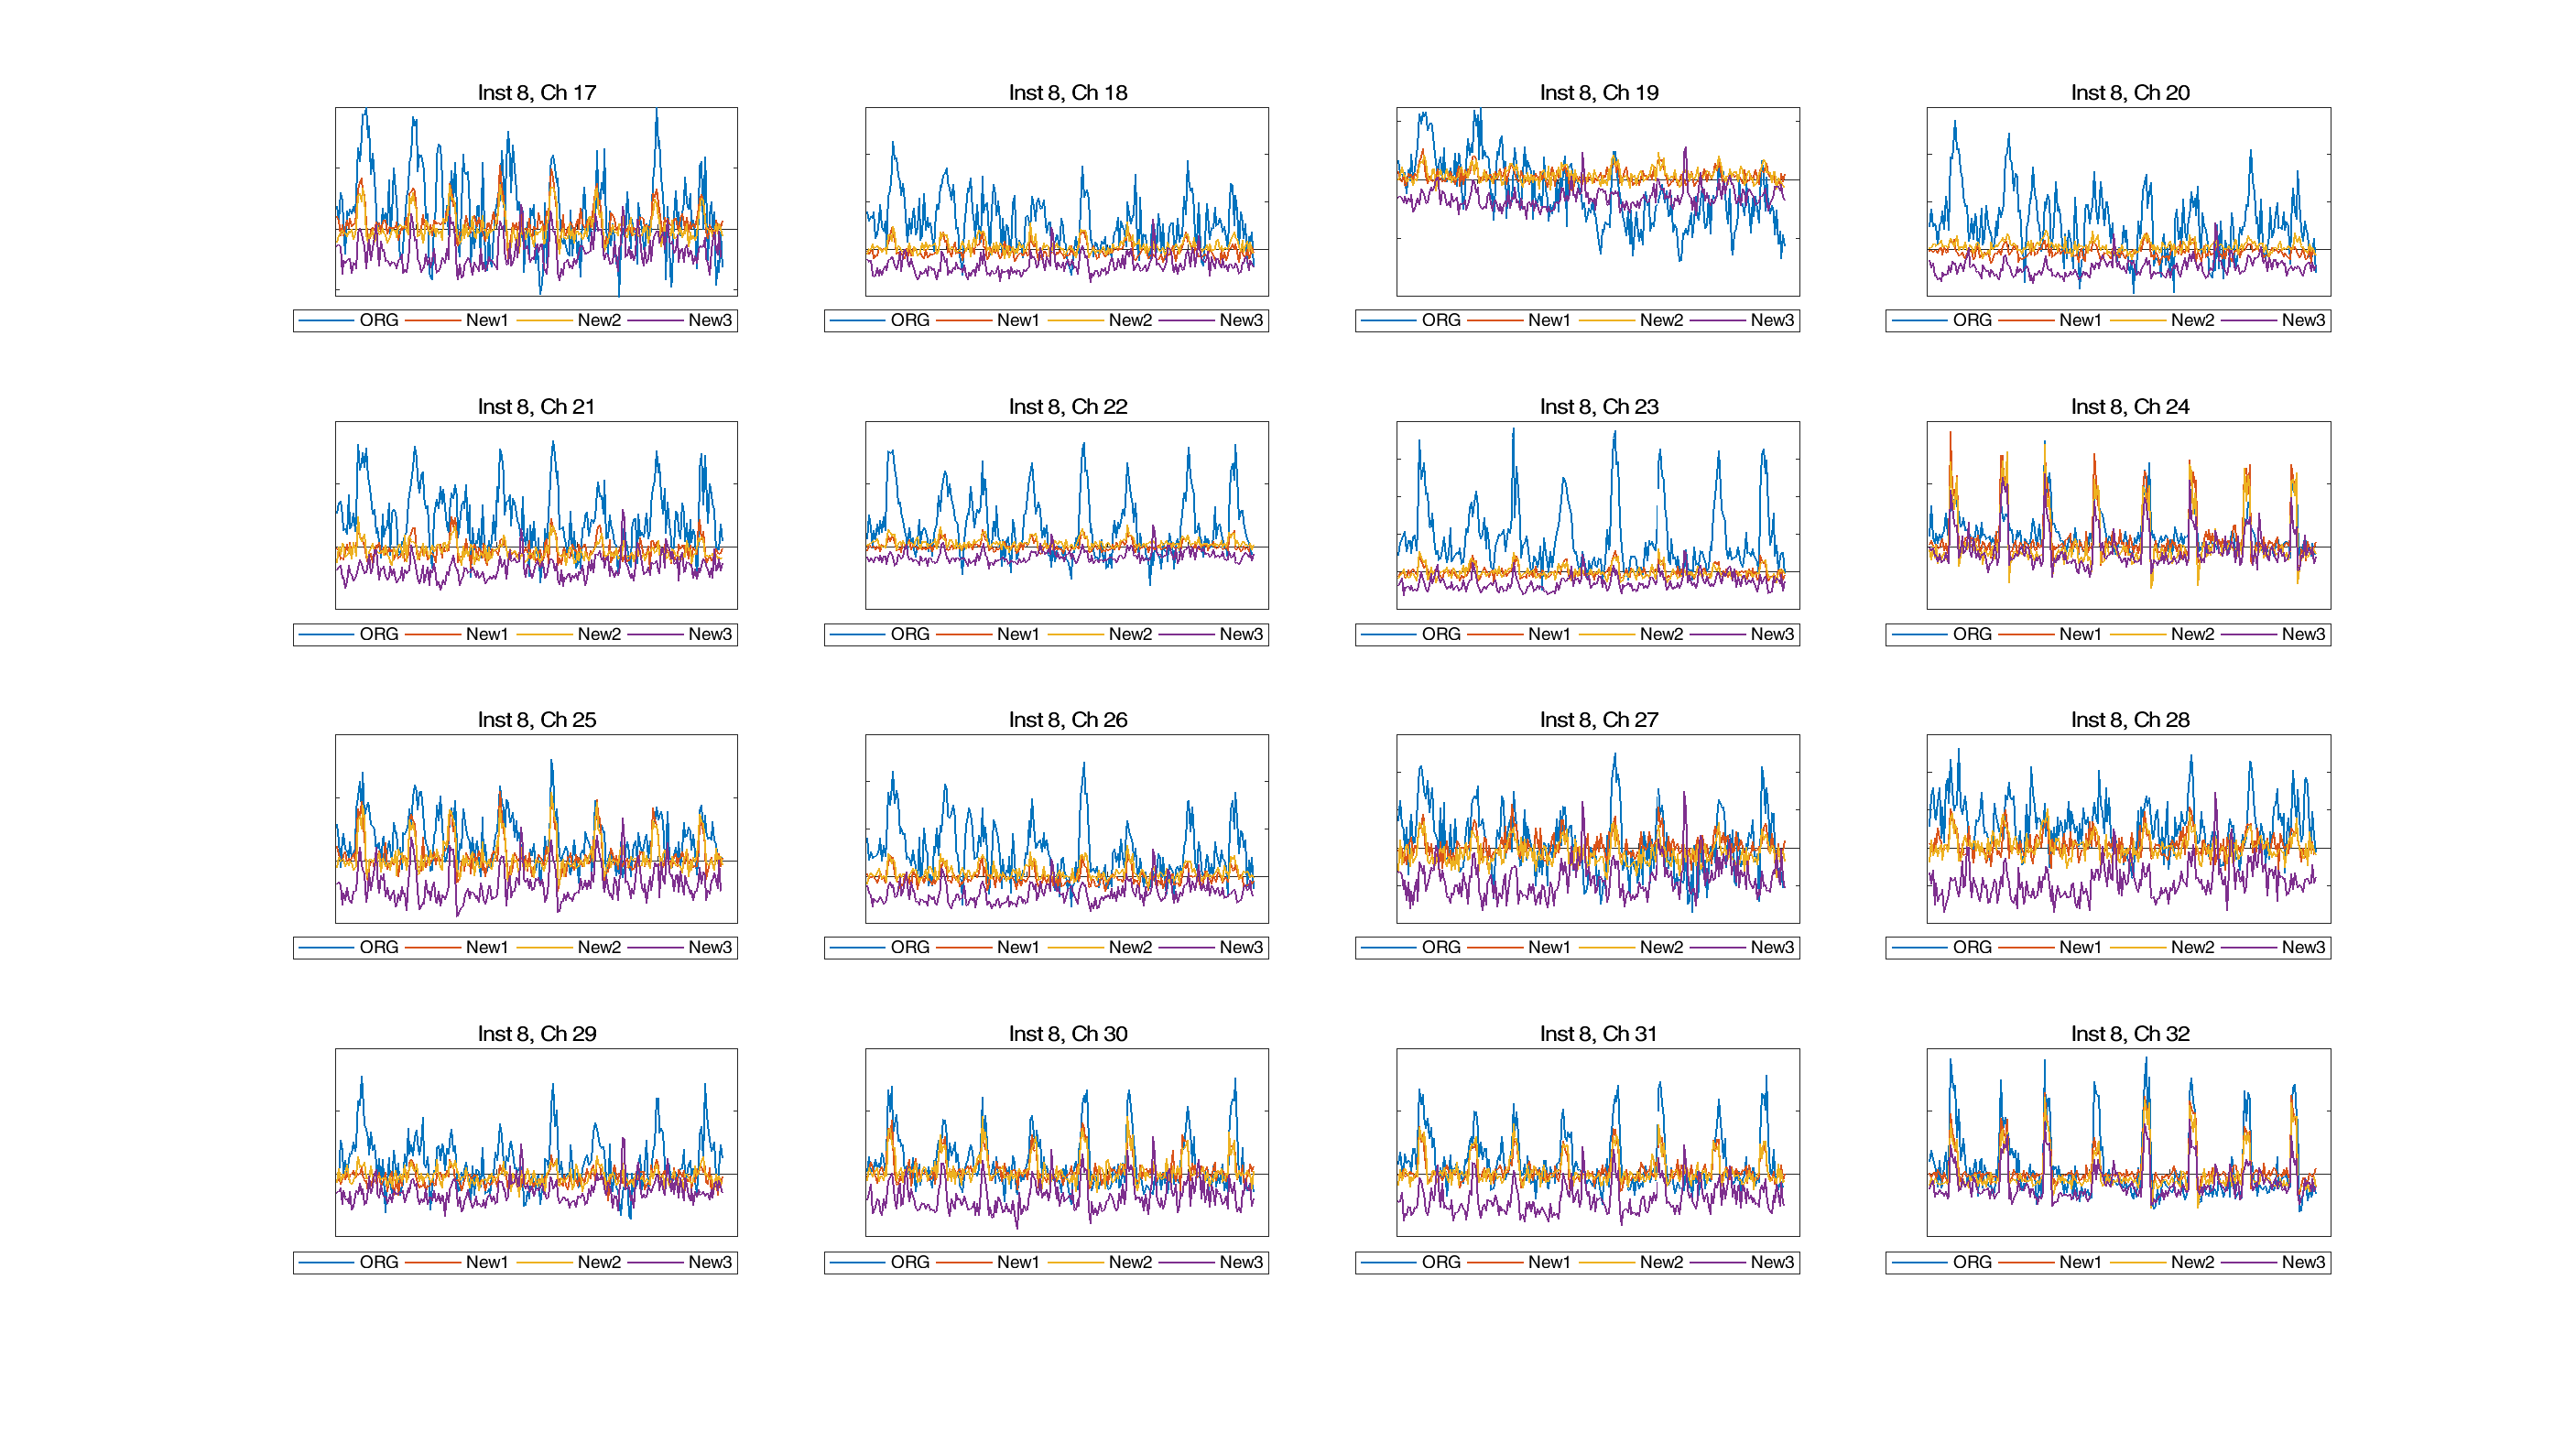 Inst 8, Ch 17
Inst 8, Ch 18
Inst 8, Ch 19
Inst 8, Ch 20
ORG New1 New2 New3
ORG New1 New2 New3
ORG New1 New2 New3
ORG New1 New2 New3
Inst 8, Ch 21
Inst 8, Ch 22
Inst 8, Ch 23
Inst 8, Ch 24
ORG New1 New2 New3
ORG New1 New2 New3
ORG New1 New2 New3
ORG New1 New2 New3
Inst 8, Ch 25
Inst 8, Ch 26
Inst 8, Ch 27
Inst 8, Ch 28
ORG New1 New2 New3
ORG New1 New2 New3
ORG New1 New2 New3
ORG New1 New2 New3
Inst 8, Ch 29
Inst 8, Ch 30
Inst 8, Ch 31
Inst 8, Ch 32
ORG New1 New2 New3
ORG New1 New2 New3
ORG New1 New2 New3
ORG New1 New2 New3